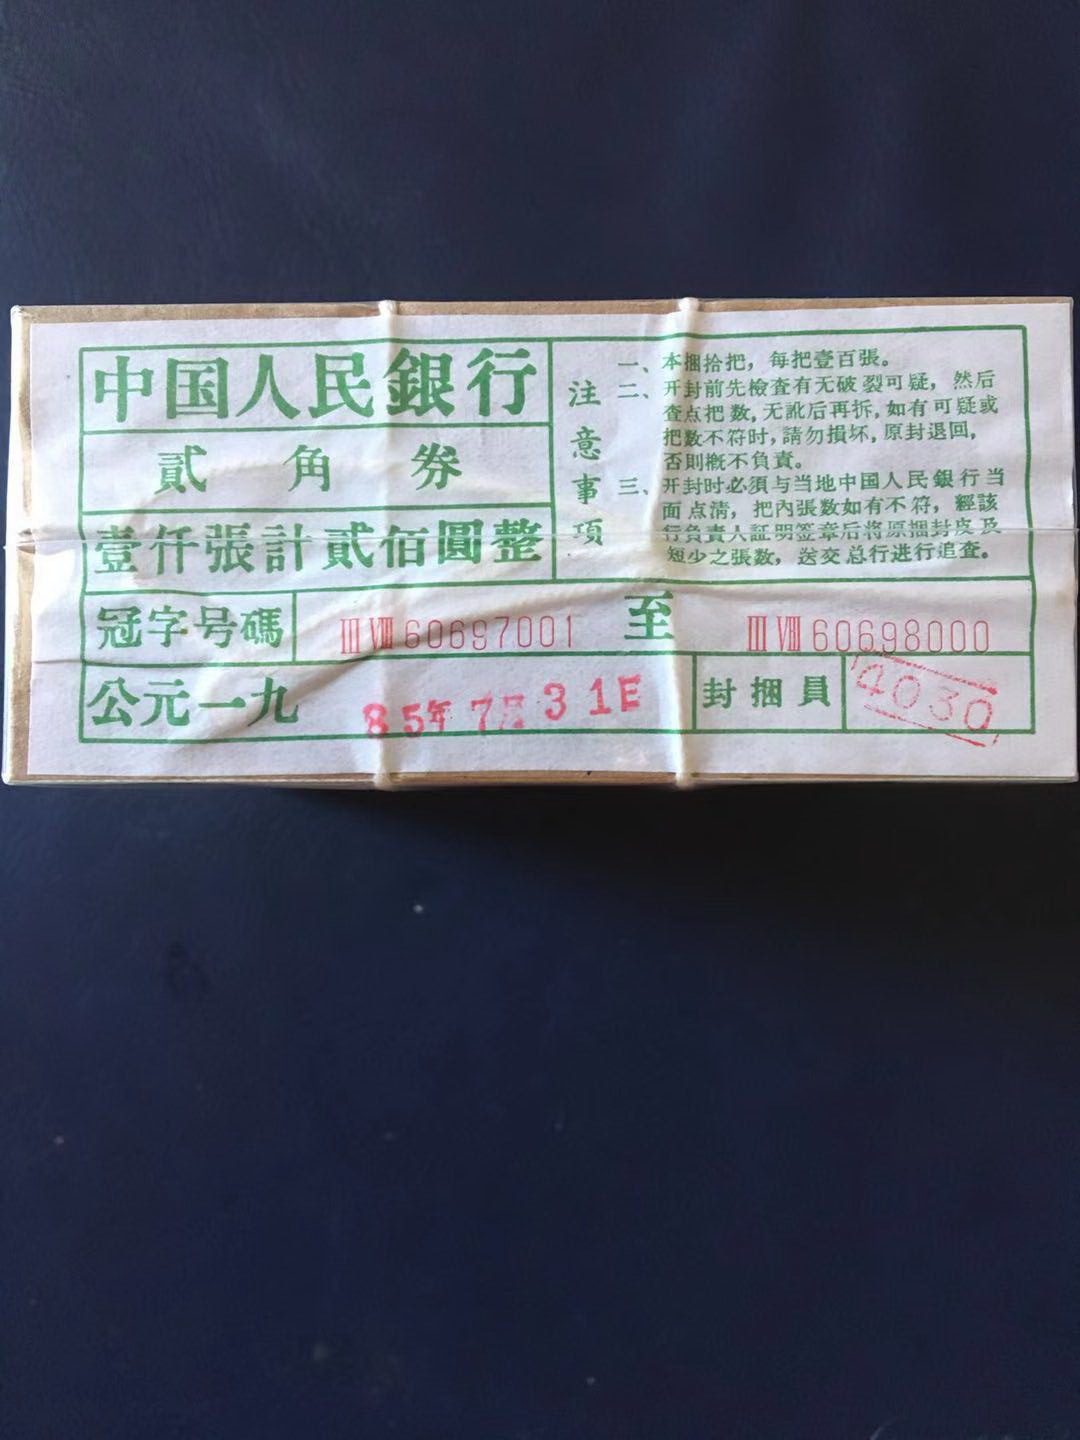 中国人民銀行
貳角券
壹仟張計貳佰圓整
注意事項
一、本捆拾把，每把壹百張。
二、开封前先檢查有无破裂可疑，然后
查点把数，无訛后再拆，如有可疑或
把数不符时，請勿損坏，原封退回，
否則概不負責。
三、开封时必須与当地中国人民銀行当
面点清，把內張数如有不符，經該
行負責人証明签章后将原捆封皮及
短少之張数，送交总行进行追查。
冠字号碼 ⅢⅧ60697001 至 ⅢⅧ60698000
公元一九 85年7月31日 封捆員 4030